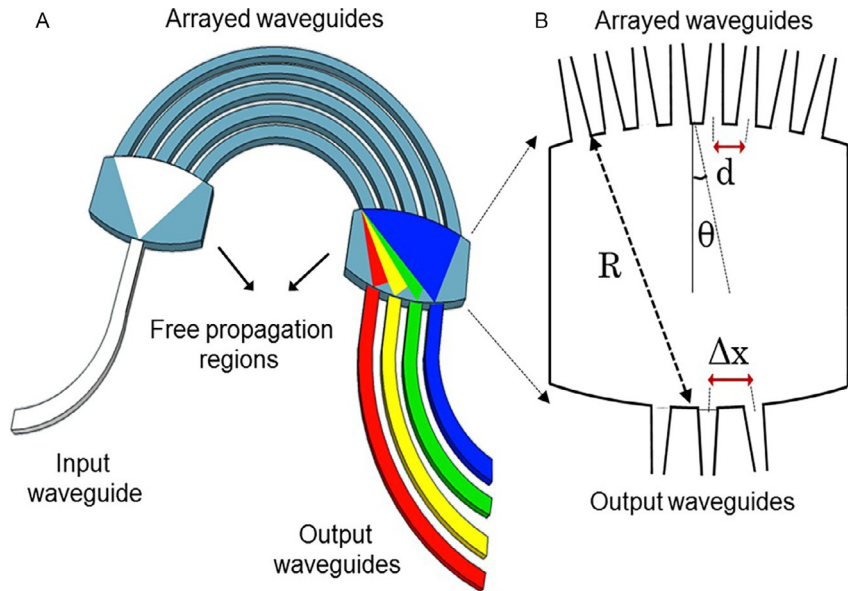 A
Arrayed waveguides
Free propagation
regions
Input
waveguide
Output
waveguides
B
Arrayed waveguides
d
θ
R
Δx
Output waveguides